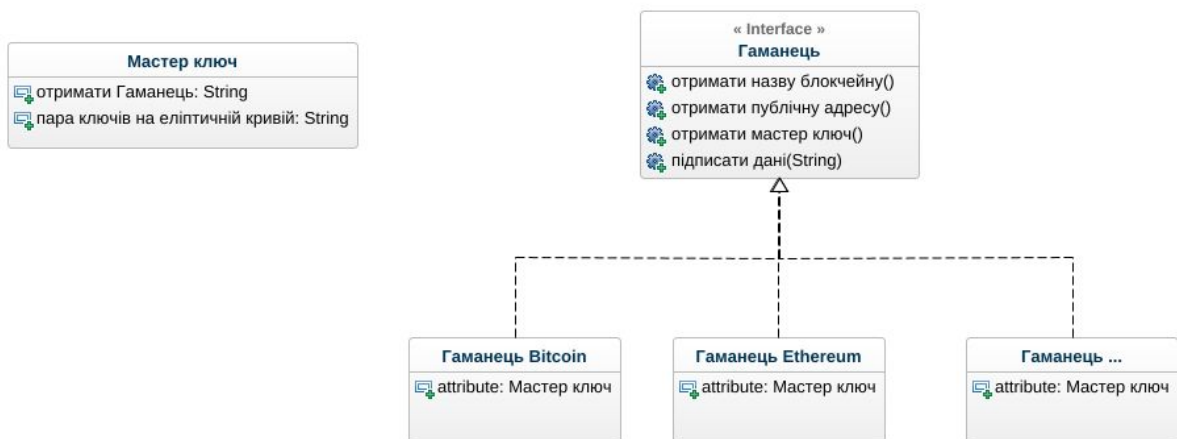 Мастер ключ
отримати Гаманець: String
пара ключів на еліптичній кривій: String
« Interface »
Гаманець
отримати назву блокчейну()
отримати публічну адресу()
отримати мастер ключ()
підписати дані(String)
Гаманець Bitcoin
attribute: Мастер ключ
Гаманець Ethereum
attribute: Мастер ключ
Гаманець ...
attribute: Мастер ключ